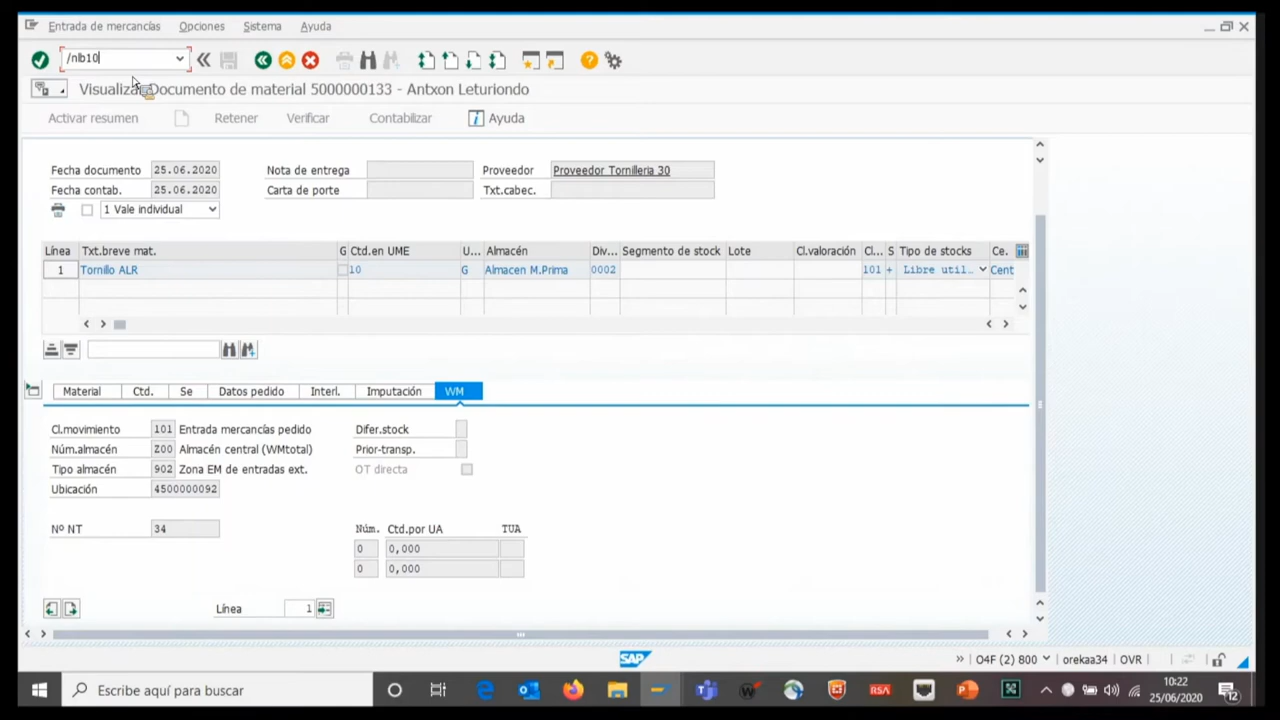 Entrada de mercancías Opciones Sistema Ayuda
/nlb10
Visualizar Documento de material 5000000133 - Antxon Leturiondo
Activar resumen Retener Verificar Contabilizar Ayuda
Fecha documento 25.06.2020 Nota de entrega Proveedor Proveedor Tornilleria 30
Fecha contab. 25.06.2020 Carta de porte Txt.cabec.
1 Vale individual
Línea Txt.breve mat. G Ctd.en UME U... Almacén Div... Segmento de stock Lote Cl.valoración Cl... S Tipo de stocks Ce.
1 Tornillo ALR 10 G Almacen M.Prima 0002 101 + Libre util... Cent
Material Ctd. Se Datos pedido Interl. Imputación WM
Cl.movimiento 101 Entrada mercancías pedido Difer.stock
Núm.almacén Z00 Almacén central (WMtotal) Prior-transp.
Tipo almacén 902 Zona EM de entradas ext. OT directa
Ubicación 4500000092
Nº NT 34 Núm. Ctd.por UA TUA
0 0,000
0 0,000
Línea 1
SAP O4F (2) 800 orekaa34 OVR
Escribe aquí para buscar
RSA
10:22
25/06/2020
12